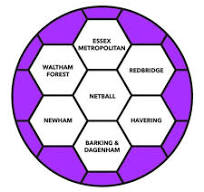 ESSEX
METROPOLITAN
WALTHAM
FOREST
REDBRIDGE
NETBALL
NEWHAM
HAVERING
BARKING &
DAGENHAM